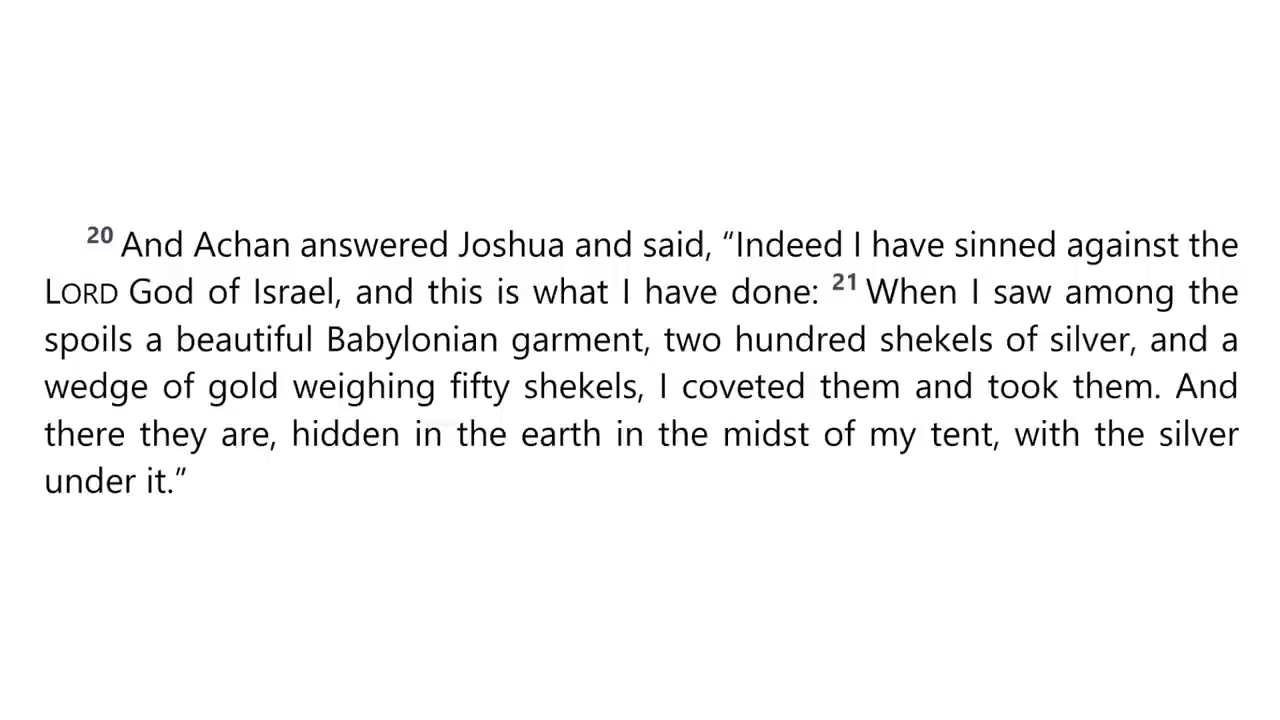 20 And Achan answered Joshua and said, “Indeed I have sinned against the
LORD God of Israel, and this is what I have done: 21 When I saw among the
spoils a beautiful Babylonian garment, two hundred shekels of silver, and a
wedge of gold weighing fifty shekels, I coveted them and took them. And
there they are, hidden in the earth in the midst of my tent, with the silver
under it.”